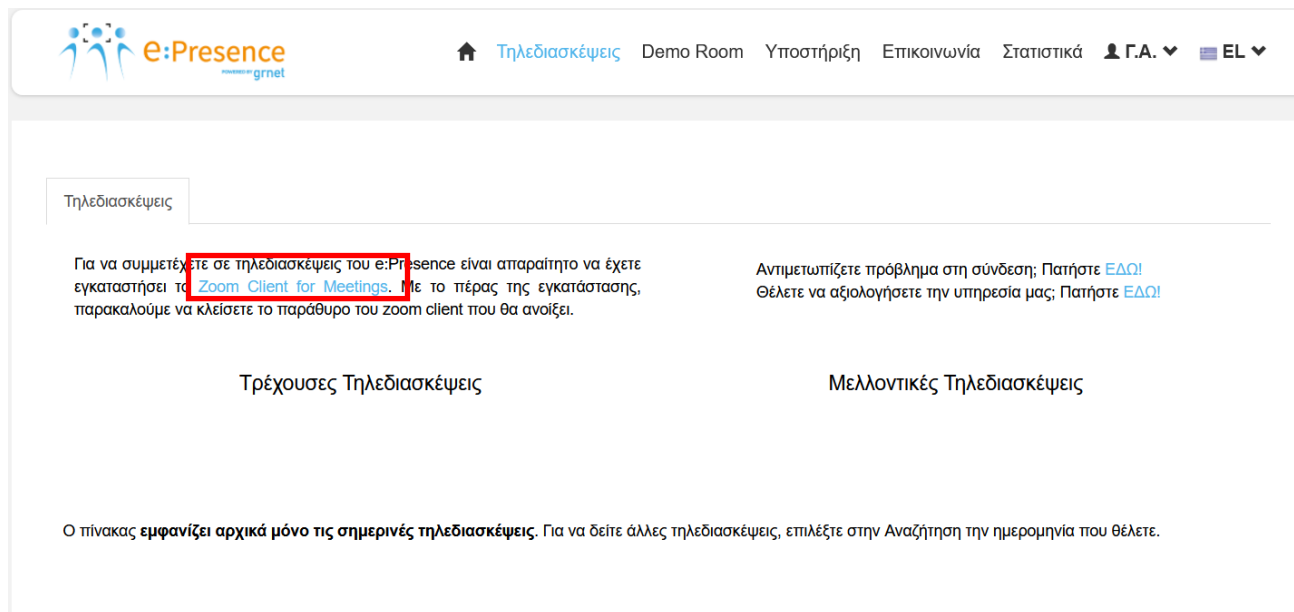 e:Presence
POWERED BY grnet
Τηλεδιασκέψεις Demo Room Υποστήριξη Επικοινωνία Στατιστικά Γ.Α. EL
Τηλεδιασκέψεις
Για να συμμετέχετε σε τηλεδιασκέψεις του e:Presence είναι απαραίτητο να έχετε
εγκαταστήσει το Zoom Client for Meetings. Με το πέρας της εγκατάστασης,
παρακαλούμε να κλείσετε το παράθυρο του zoom client που θα ανοίξει.
Αντιμετωπίζετε πρόβλημα στη σύνδεση; Πατήστε ΕΔΩ!
Θέλετε να αξιολογήσετε την υπηρεσία μας; Πατήστε ΕΔΩ!
Τρέχουσες Τηλεδιασκέψεις
Μελλοντικές Τηλεδιασκέψεις
Ο πίνακας εμφανίζει αρχικά μόνο τις σημερινές τηλεδιασκέψεις. Για να δείτε άλλες τηλεδιασκέψεις, επιλέξτε στην Αναζήτηση την ημερομηνία που θέλετε.